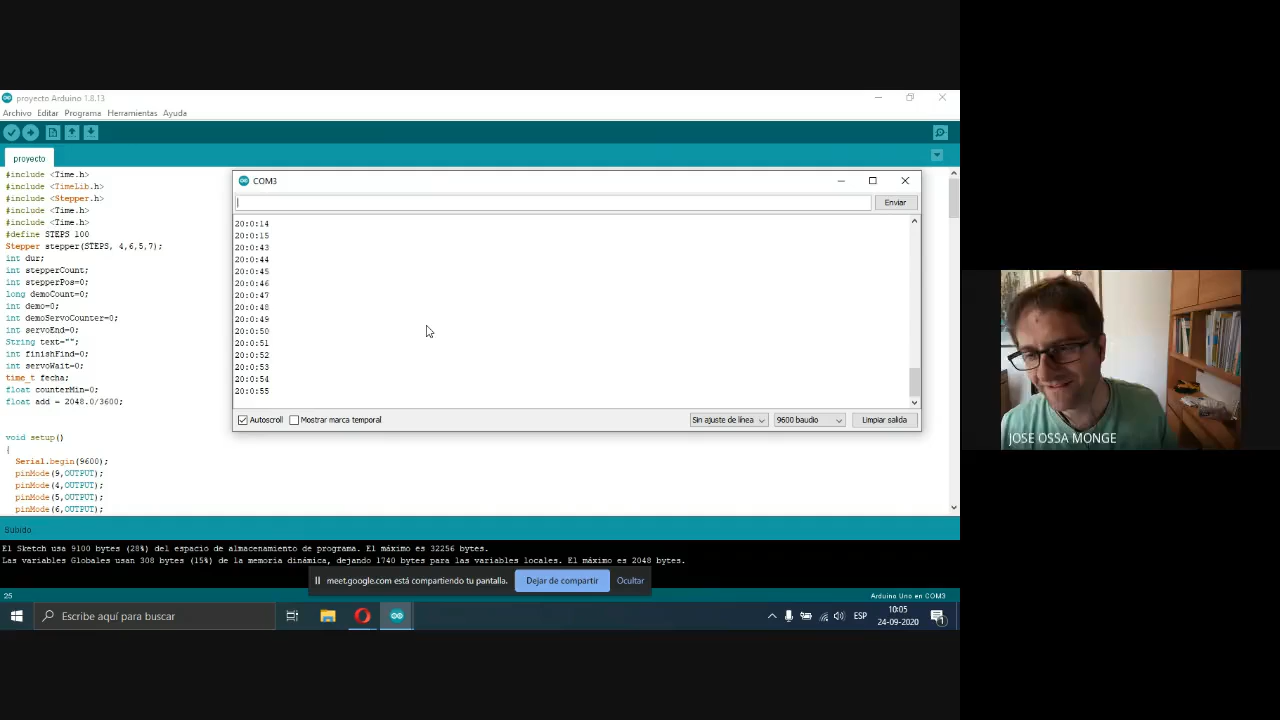 proyecto Arduino 1.8.13
Archivo Editar Programa Herramientas Ayuda
proyecto
#include <Time.h>
#include <TimeLib.h>
#include <Stepper.h>
#include <Time.h>
#include <Time.h>
#define STEPS 100
Stepper stepper(STEPS, 4,6,5,7);
int dur;
int stepperCount;
int stepperPos=0;
long demoCount=0;
int demo=0;
int demoServoCounter=0;
int servoEnd=0;
String text="";
int finishFind=0;
int servoWait=0;
time_t fecha;
float counterMin=0;
float add = 2048.0/3600;
void setup()
{
Serial.begin(9600);
pinMode(9,OUTPUT);
pinMode(4,OUTPUT);
pinMode(5,OUTPUT);
pinMode(6,OUTPUT);
COM3
Enviar
20:0:14
20:0:15
20:0:43
20:0:44
20:0:45
20:0:46
20:0:47
20:0:48
20:0:49
20:0:50
20:0:51
20:0:52
20:0:53
20:0:54
20:0:55
Autoscroll Mostrar marca temporal Sin ajuste de línea 9600 baudio Limpiar salida
Subido
El Sketch usa 9100 bytes (28%) del espacio de almacenamiento de programa. El máximo es 32256 bytes.
Las variables Globales usan 308 bytes (15%) de la memoria dinámica, dejando 1740 bytes para las variables locales. El máximo es 2048 bytes.
meet.google.com está compartiendo tu pantalla. Dejar de compartir Ocultar
25 Arduino Uno en COM3
Escribe aquí para buscar
ESP
10:05
24-09-2020
1
JOSE OSSA MONGE